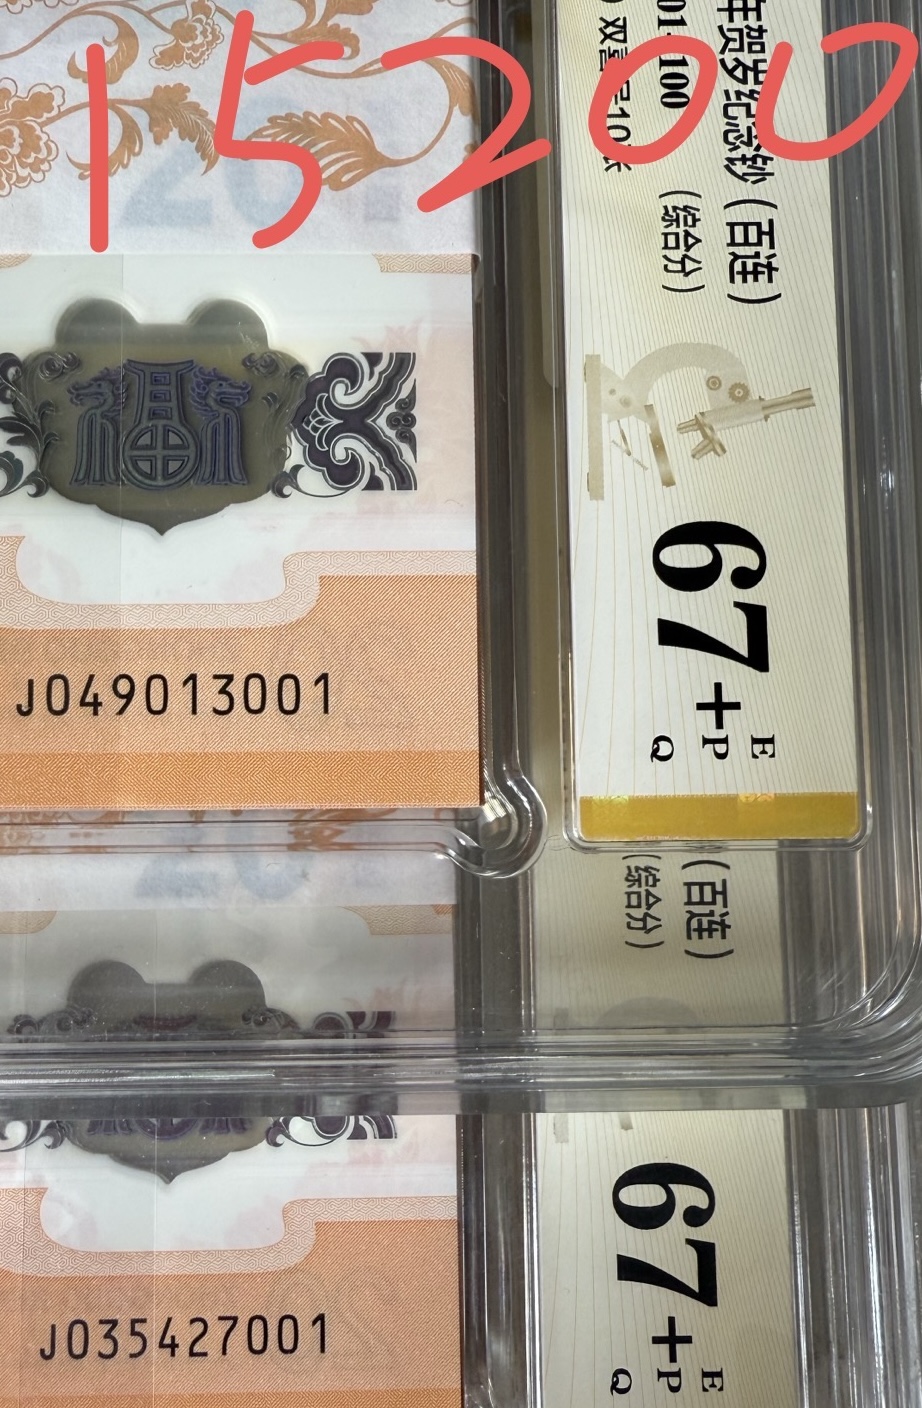 15200
年贺岁纪念钞（百连）
（综合分）
67+
E
P
Q
J049013001
（百连）
（综合分）
67+
E
P
Q
J035427001